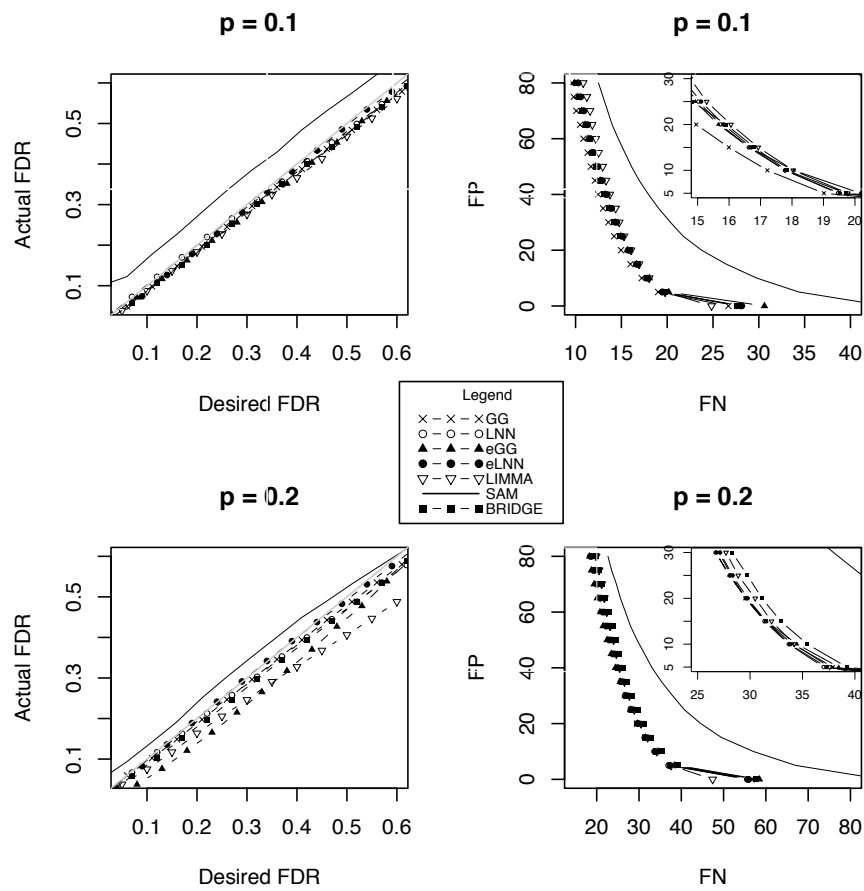 p = 0.1
Actual FDR
0.1 0.3 0.5
0.1 0.2 0.3 0.4 0.5 0.6
Desired FDR
p = 0.1
FP
0 20 40 60 80
10 15 20 25 30 35 40
FN
5 10 20 30
15 16 17 18 19 20
Legend
GG
LNN
eGG
eLNN
LIMMA
SAM
BRIDGE
p = 0.2
Actual FDR
0.1 0.3 0.5
0.1 0.2 0.3 0.4 0.5 0.6
Desired FDR
p = 0.2
FP
0 20 40 60 80
20 30 40 50 60 70 80
FN
5 10 20 30
25 30 35 40